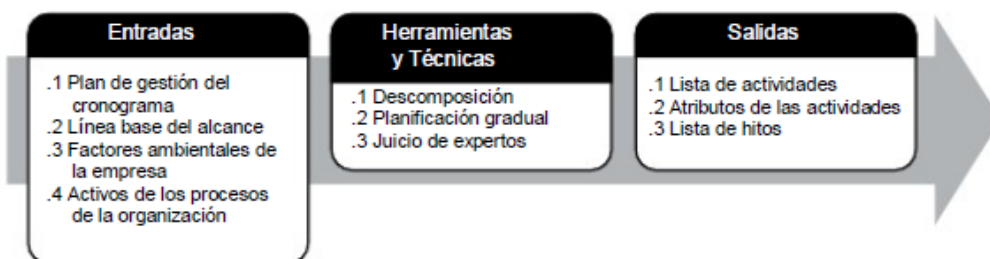 Entradas
.1 Plan de gestión del
cronograma
.2 Línea base del alcance
.3 Factores ambientales de
la empresa
.4 Activos de los procesos
de la organización
Herramientas
y Técnicas
.1 Descomposición
.2 Planificación gradual
.3 Juicio de expertos
Salidas
.1 Lista de actividades
.2 Atributos de las actividades
.3 Lista de hitos